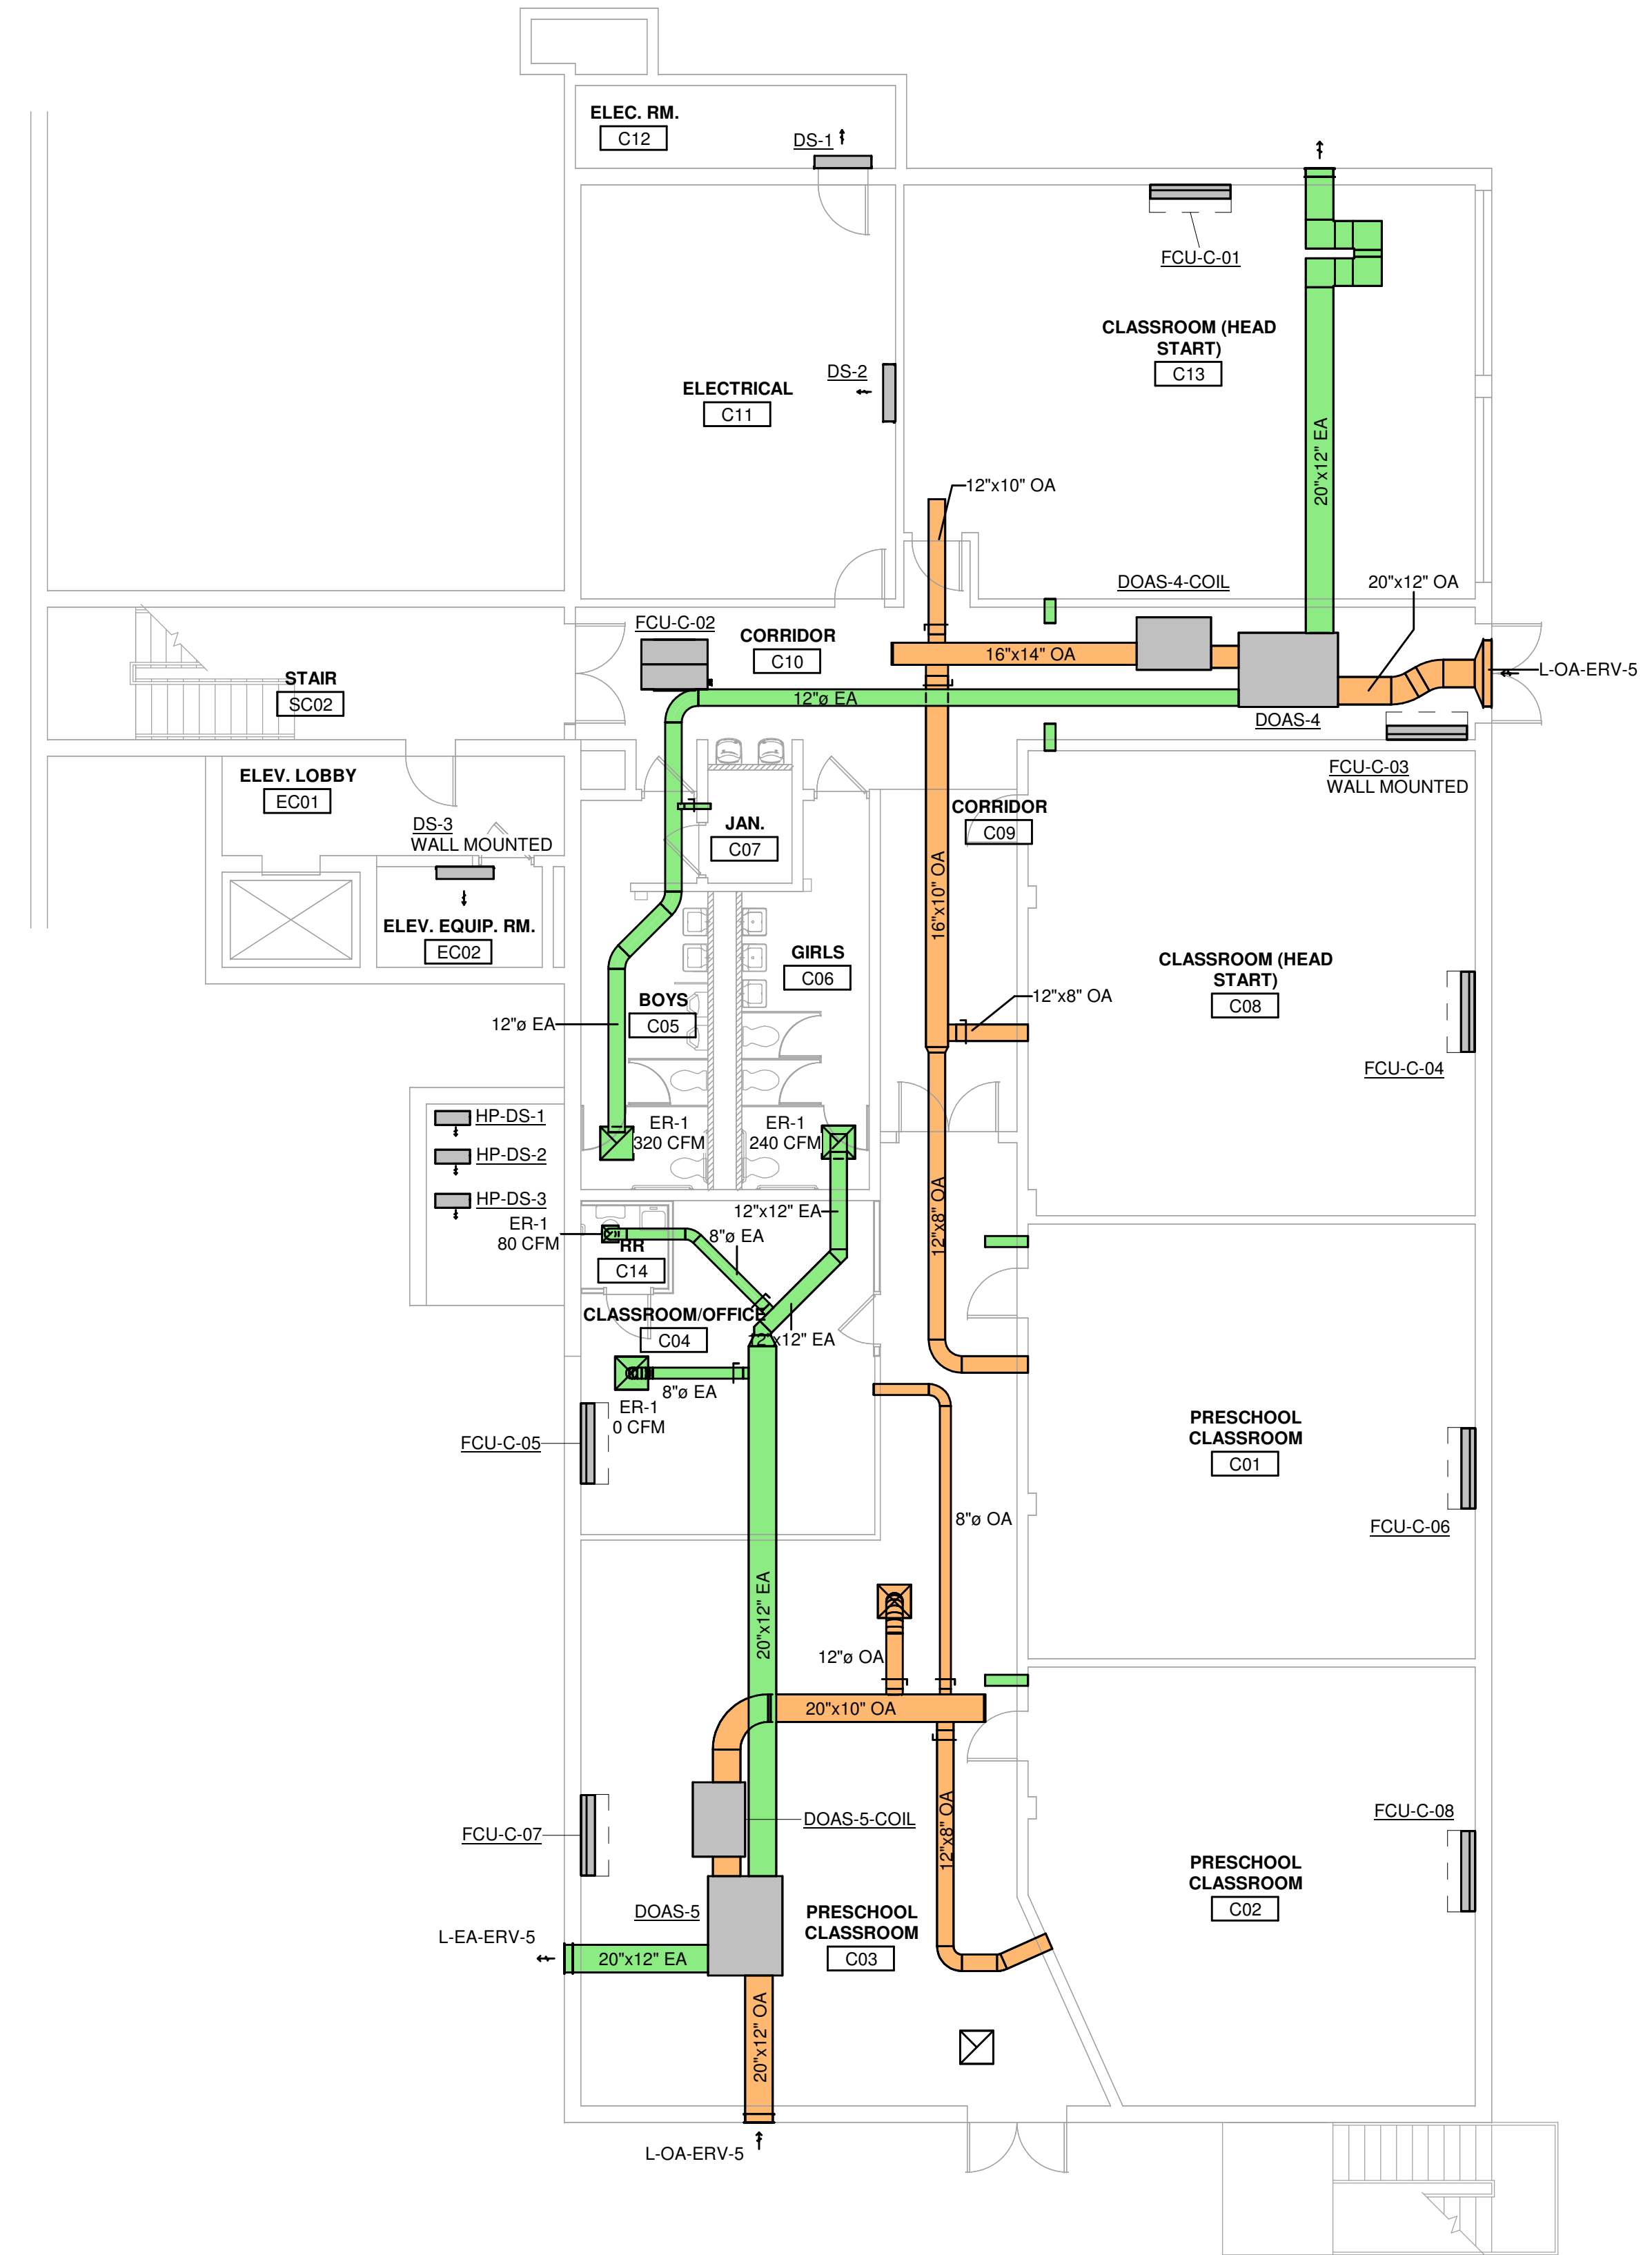 ELEC. RM.
C12
DS-1
FCU-C-01
CLASSROOM (HEAD
START)
C13
DS-2
ELECTRICAL
C11
20"x12" EA
12"x10" OA
DOAS-4-COIL
20"x12" OA
FCU-C-02
CORRIDOR
C10
16"x14" OA
L-OA-ERV-5
STAIR
SC02
12"ø EA
DOAS-4
ELEV. LOBBY
EC01
FCU-C-03
WALL MOUNTED
CORRIDOR
C09
DS-3
WALL MOUNTED
JAN.
C07
16"x10" OA
ELEV. EQUIP. RM.
EC02
GIRLS
C06
CLASSROOM (HEAD
START)
C08
BOYS
C05
12"ø EA
12"x8" OA
FCU-C-04
HP-DS-1
HP-DS-2
HP-DS-3
ER-1
320 CFM
ER-1
240 CFM
12"x12" EA
12"x8" OA
ER-1
80 CFM
8"ø EA
RR
C14
CLASSROOM/OFFICE
C04
12"x12" EA
8"ø EA
ER-1
0 CFM
FCU-C-05
PRESCHOOL
CLASSROOM
C01
8"ø OA
FCU-C-06
20"x12" EA
12"ø OA
20"x10" OA
DOAS-5-COIL
12"x8" OA
FCU-C-07
FCU-C-08
PRESCHOOL
CLASSROOM
C02
DOAS-5
PRESCHOOL
CLASSROOM
C03
L-EA-ERV-5
20"x12" EA
20"x12" OA
L-OA-ERV-5